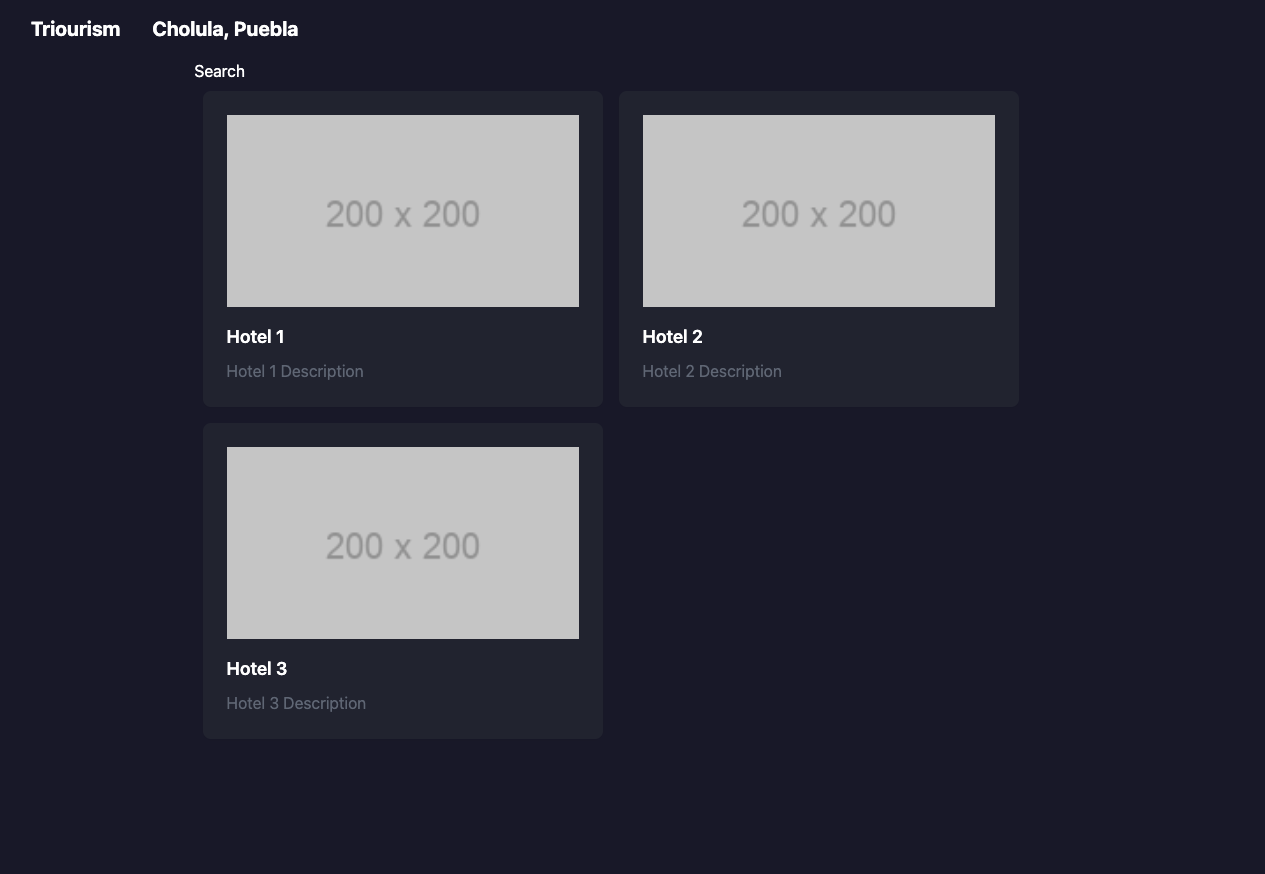 Triourism Cholula, Puebla
Search
200 x 200
200 x 200
Hotel 1
Hotel 1 Description
Hotel 2
Hotel 2 Description
200 x 200
Hotel 3
Hotel 3 Description